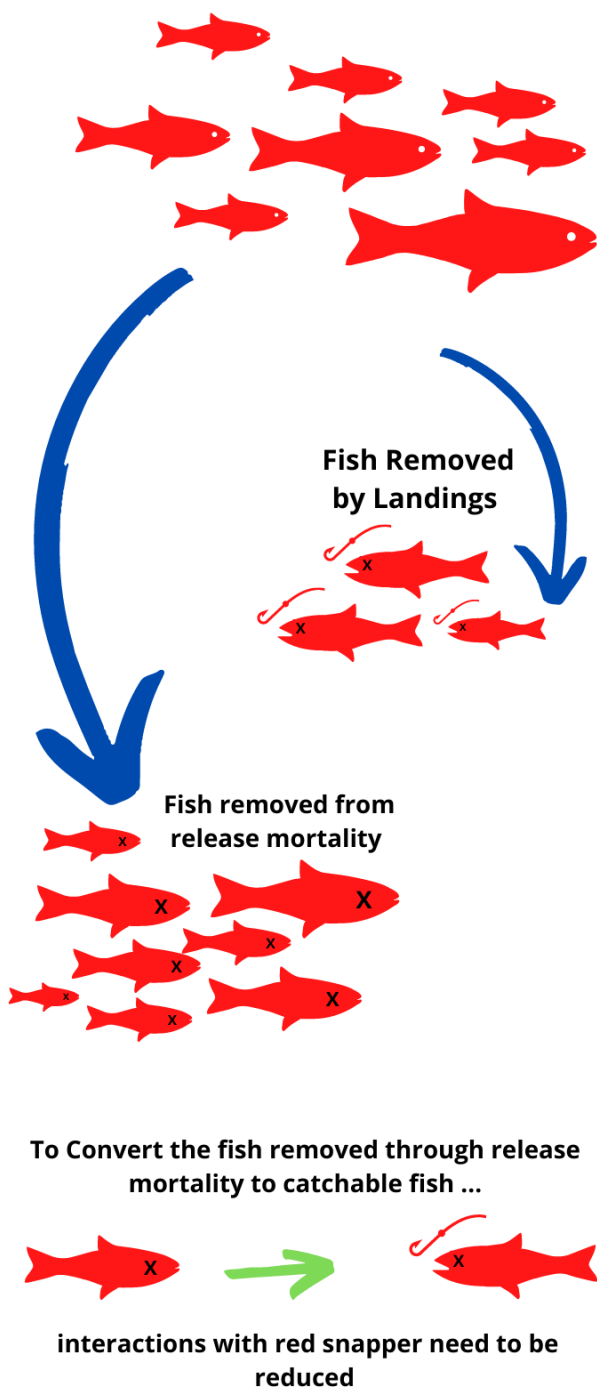 Fish Removed
by Landings
x
x
x
Fish removed from
release mortality
x
X
X
x
x
x
x
X
To Convert the fish removed through release
mortality to catchable fish ...
X
X
interactions with red snapper need to be
reduced